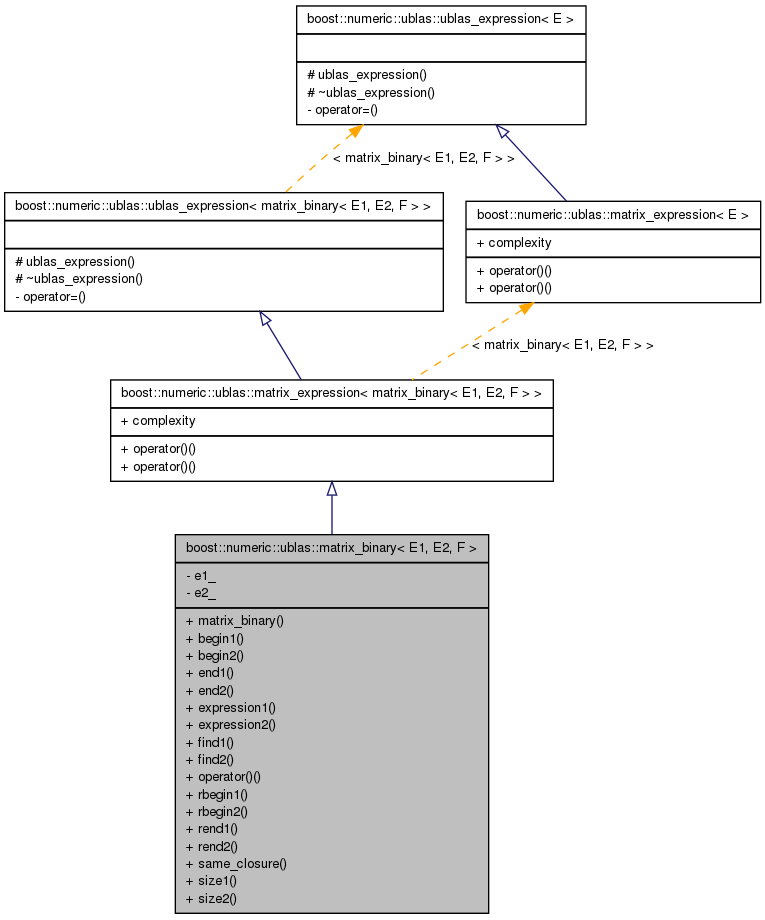 boost::numeric::ublas::ublas_expression< E >
# ublas_expression()
# ~ublas_expression()
- operator=()
< matrix_binary< E1, E2, F > >
boost::numeric::ublas::ublas_expression< matrix_binary< E1, E2, F > >
# ublas_expression()
# ~ublas_expression()
- operator=()
boost::numeric::ublas::matrix_expression< E >
+ complexity
+ operator()()
+ operator()()
< matrix_binary< E1, E2, F > >
boost::numeric::ublas::matrix_expression< matrix_binary< E1, E2, F > >
+ complexity
+ operator()()
+ operator()()
boost::numeric::ublas::matrix_binary< E1, E2, F >
- e1_
- e2_
+ matrix_binary()
+ begin1()
+ begin2()
+ end1()
+ end2()
+ expression1()
+ expression2()
+ find1()
+ find2()
+ operator()()
+ rbegin1()
+ rbegin2()
+ rend1()
+ rend2()
+ same_closure()
+ size1()
+ size2()